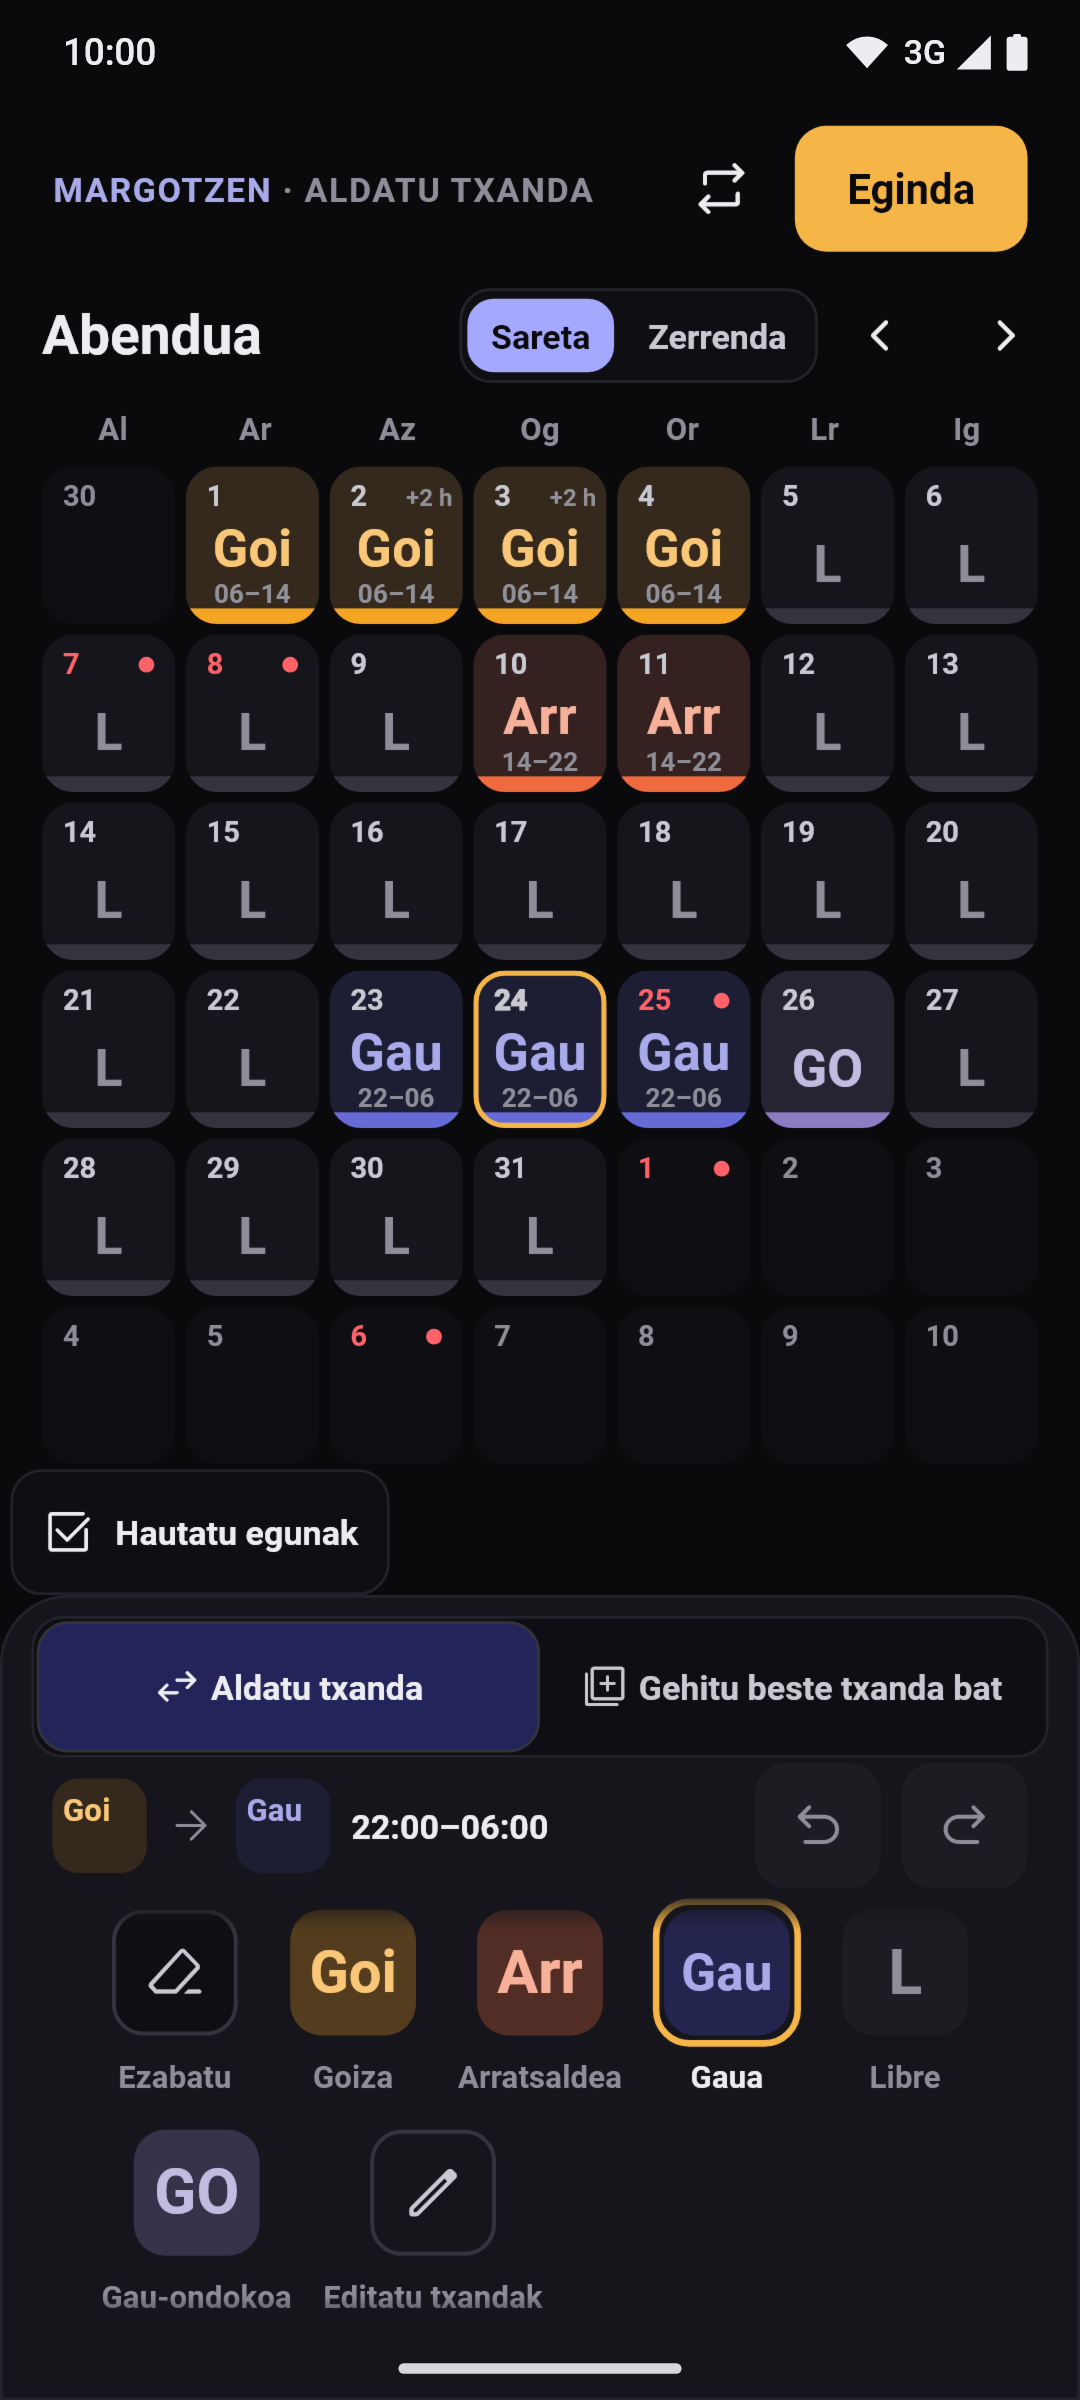 10:00 3G
MARGOTZEN · ALDATU TXANDA Eginda
Abendua Sareta Zerrenda
Al Ar Az Og Or Lr Ig
30 1 2 +2 h 3 +2 h 4 5 6
Goi Goi Goi Goi L L
06–14 06–14 06–14 06–14
7 8 9 10 11 12 13
L L L Arr Arr L L
14–22 14–22
14 15 16 17 18 19 20
L L L L L L L
21 22 23 24 25 26 27
L L Gau Gau Gau GO L
22–06 22–06 22–06
28 29 30 31 1 2 3
L L L L
4 5 6 7 8 9 10
Hautatu egunak
Aldatu txanda Gehitu beste txanda bat
Goi Gau 22:00–06:00
Goi Arr Gau L
Ezabatu Goiza Arratsaldea Gaua Libre
GO
Gau-ondokoa Editatu txandak